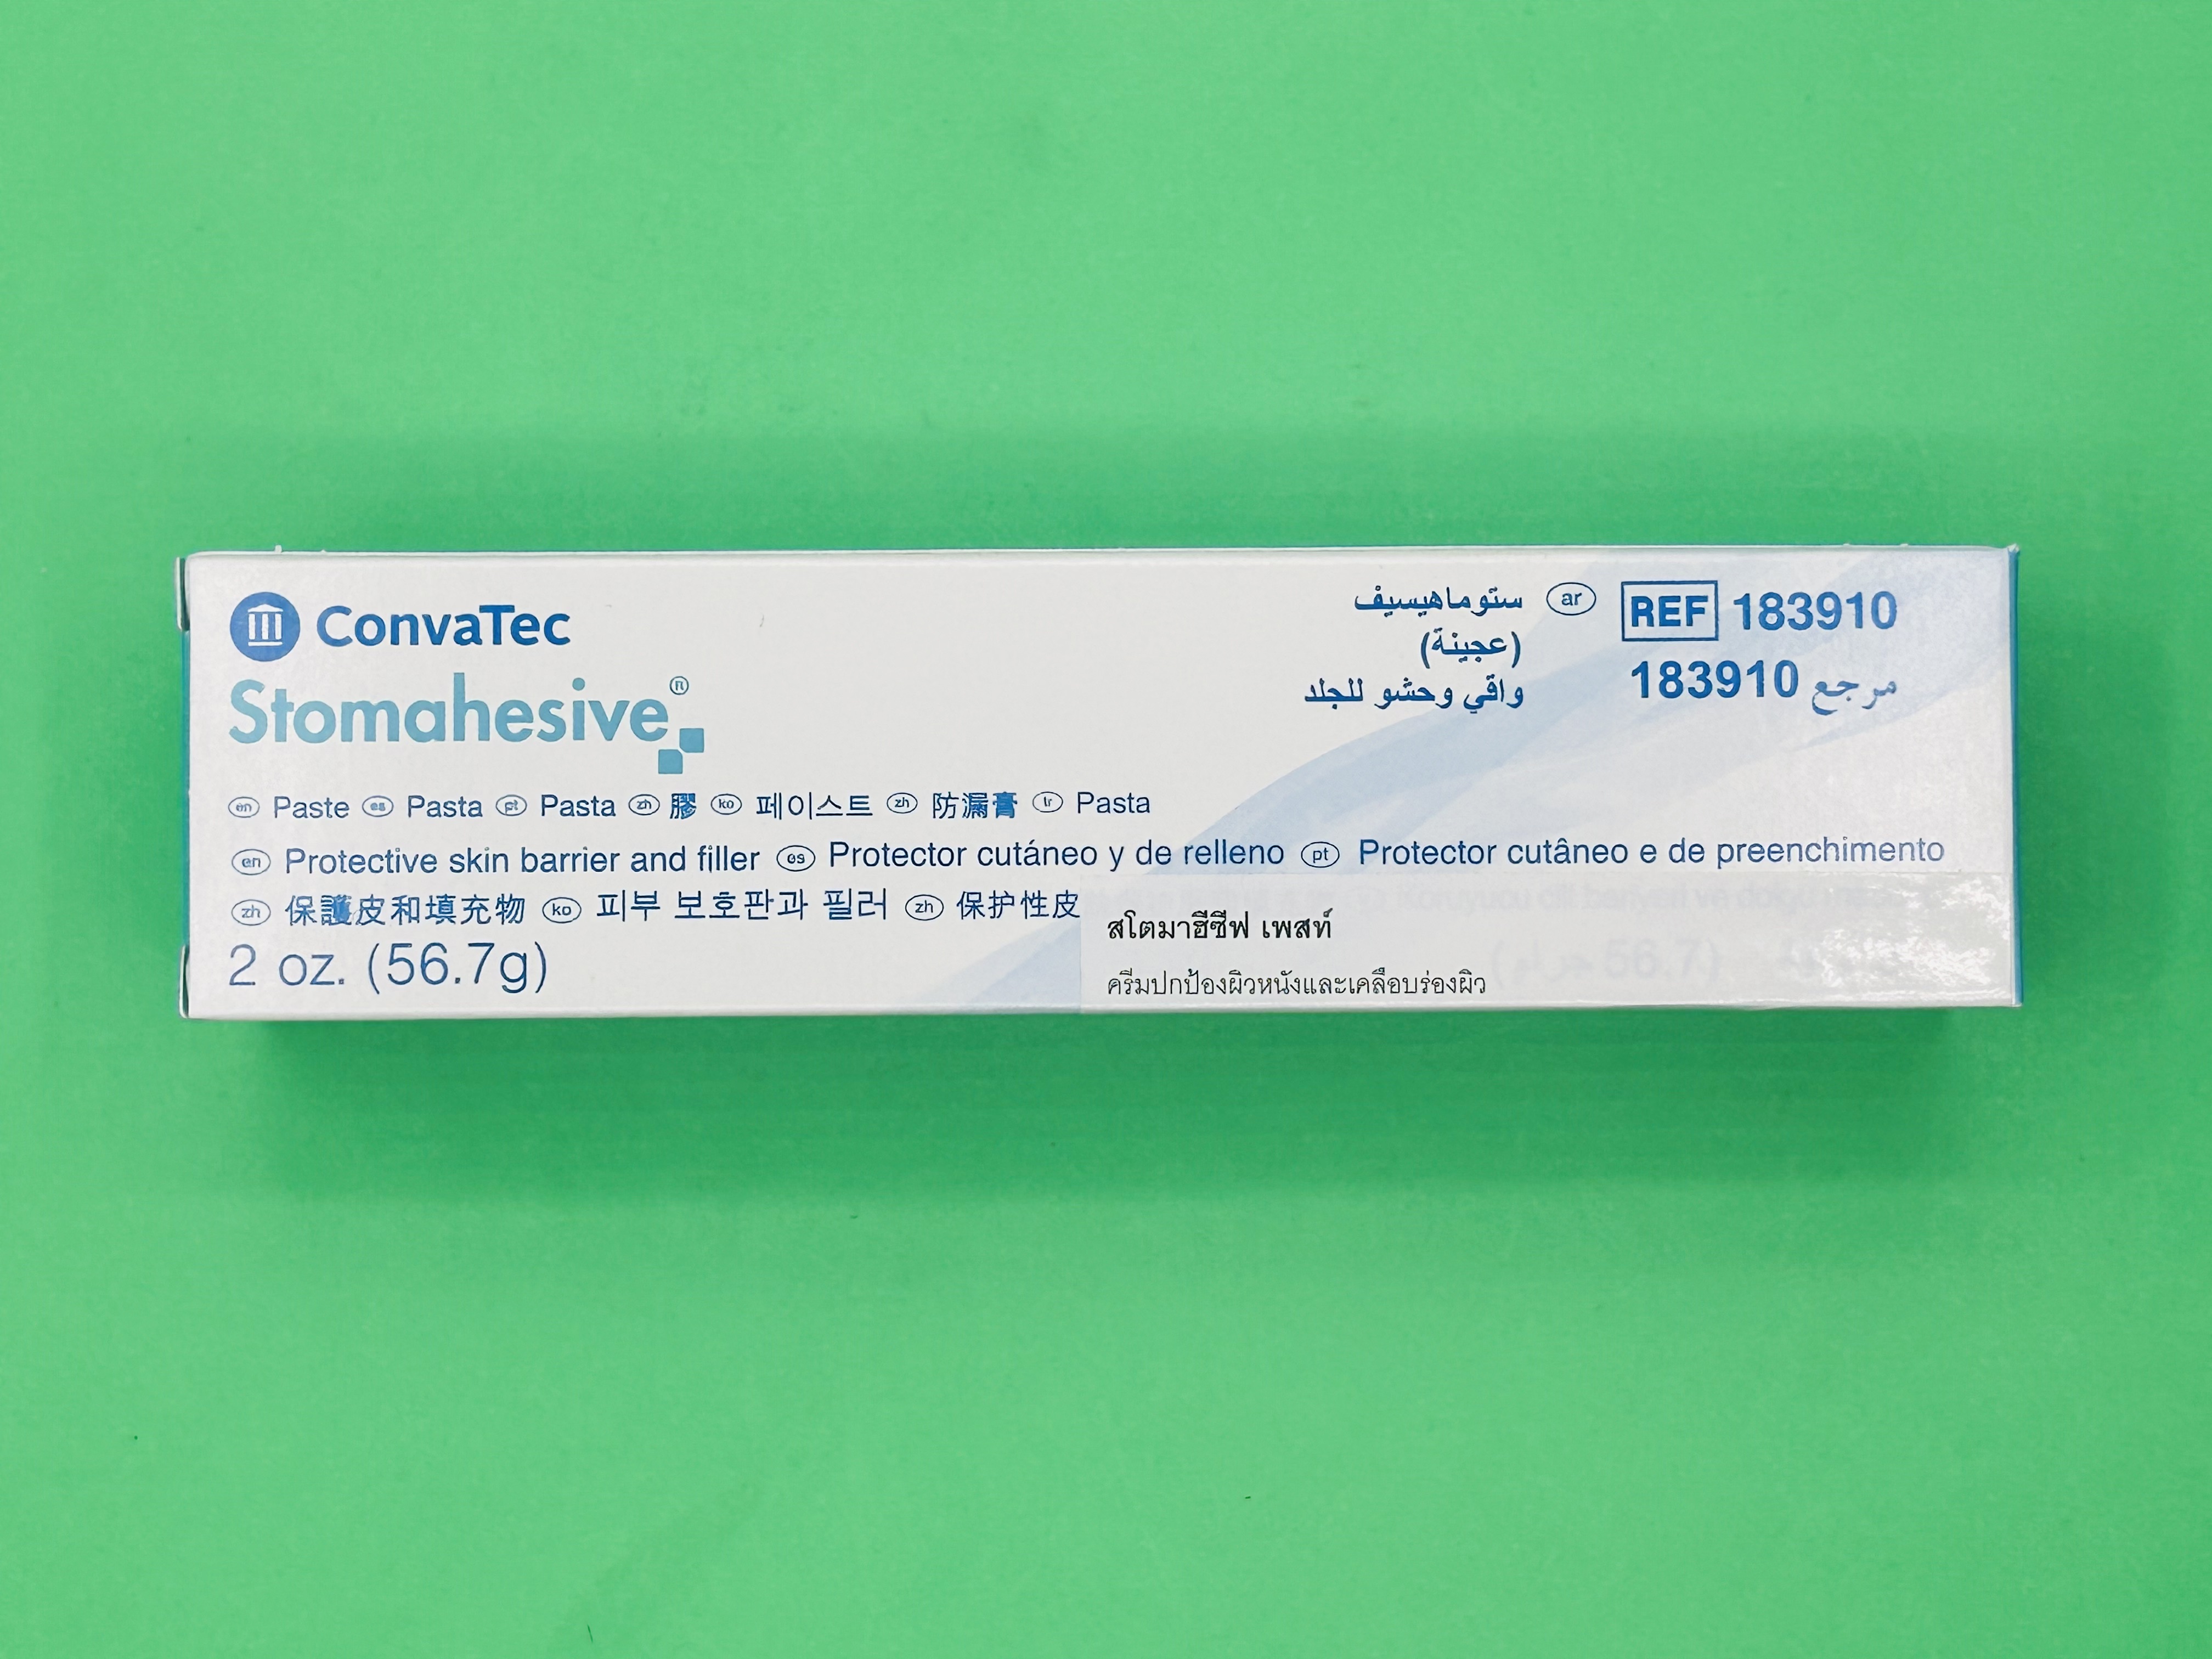 ConvaTec
Stomahesive®
en Paste es Pasta pt Pasta zh 膠 ko 페이스트 zh 防漏膏 tr Pasta
en Protective skin barrier and filler es Protector cutáneo y de relleno pt Protector cutâneo e de preenchimento
zh 保護皮和填充物 ko 피부 보호판과 필러 zh 保护性皮
2 oz. (56.7g)
ستوماهيسيف ar
(عجينة)
واقي وحشو للجلد
REF 183910
مرجع 183910
สโตมาฮีซีฟ เพสท์
ครีมปกป้องผิวหนังและเคลือบร่องผิว